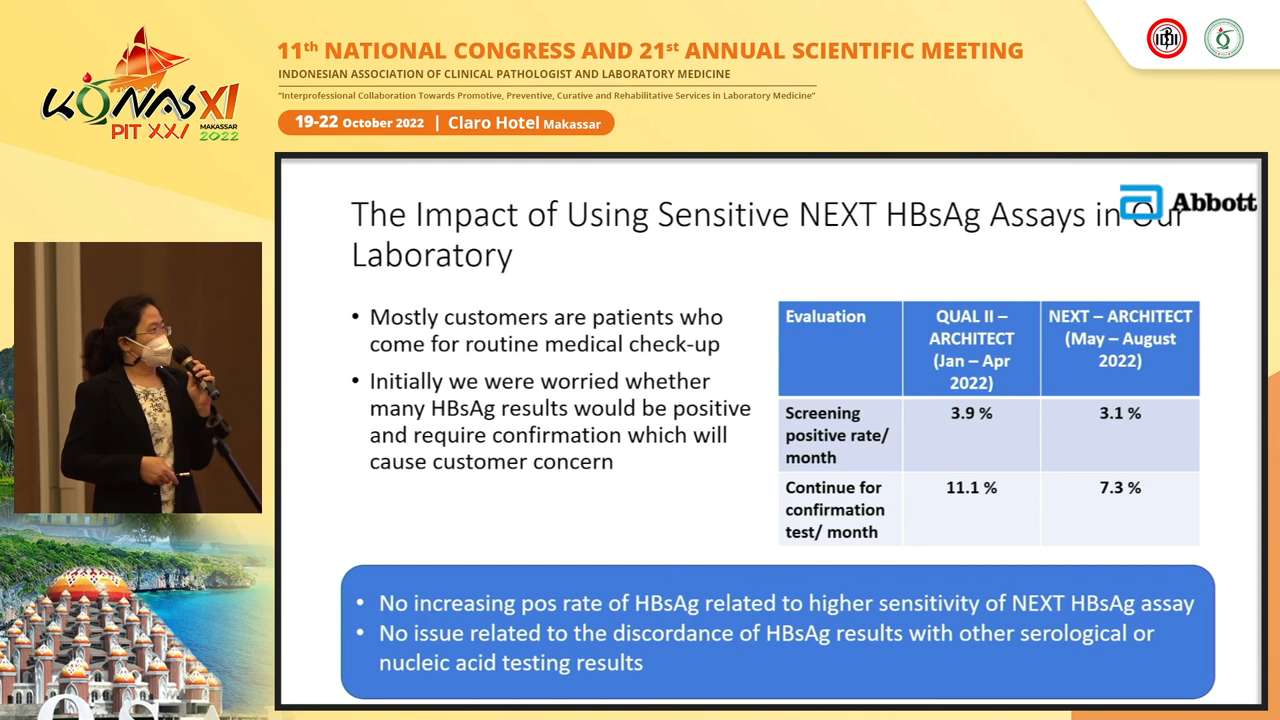 11th NATIONAL CONGRESS AND 21st ANNUAL SCIENTIFIC MEETING
INDONESIAN ASSOCIATION OF CLINICAL PATHOLOGIST AND LABORATORY MEDICINE
"Interprofessional Collaboration Towards Promotive, Preventive, Curative and Rehabilitative Services in Laboratory Medicine"
19-22 October 2022 | Claro Hotel Makassar
KONAS XI
PIT XXI
MAKASSAR
2022
IDI
Abbott
The Impact of Using Sensitive NEXT HBsAg Assays in Our
Laboratory
• Mostly customers are patients who
come for routine medical check-up
• Initially we were worried whether
many HBsAg results would be positive
and require confirmation which will
cause customer concern
Evaluation
QUAL II –
ARCHITECT
(Jan – Apr
2022)
NEXT – ARCHITECT
(May – August
2022)
Screening
positive rate/
month
3.9 %
3.1 %
Continue for
confirmation
test/ month
11.1 %
7.3 %
• No increasing pos rate of HBsAg related to higher sensitivity of NEXT HBsAg assay
• No issue related to the discordance of HBsAg results with other serological or
nucleic acid testing results